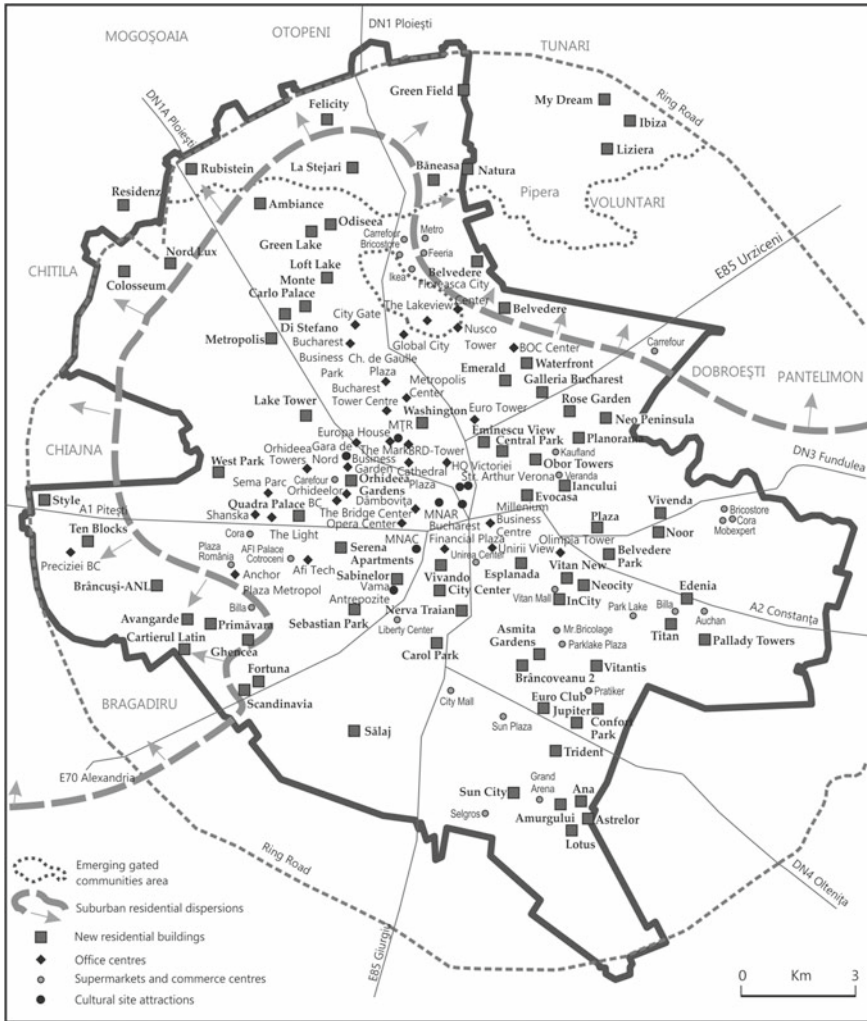 MOGOȘOAIA
OTOPENI
DN1 Ploiești
TUNARI
DN1A Ploiești
Ring Road
Green Field
My Dream
Felicity
Ibiza
Liziera
Rubistein
La Stejari
Băneasa
Natura
Pipera
VOLUNTARI
Residenz
Ambiance
Odiseea
Green Lake
Carrefour
Bricostore
Metro
Feeria
E85 Urziceni
CHITILA
Nord Lux
Colosseum
Loft Lake
Ikea
Belvedere
Floreasca City
Center
Monte
Carlo Palace
City Gate
The Lakeview
Belvedere
Di Stefano
Nusco
Tower
Metropolis
Bucharest
Business
Park
Global City
BOC Center
Carrefour
Ch. de Gaulle
Plaza
Waterfront
DOBROEȘTI
PANTELIMON
Emerald
Galleria Bucharest
Bucharest
Tower Centre
Metropolis
Center
Lake Tower
Washington
Euro Tower
Rose Garden
Neo Peninsula
CHIAJNA
Europa House
MȚR
Eminescu View
Planorama
Orhideea
Towers
Gara de
Nord
The Mark
BRD-Tower
Central Park
Kaufland
DN3 Fundulea
Business
Garden
Cathedral
Plaza
HQ Victoriei
Obor Towers
West Park
Sema Parc
Carefour
Orhideea
Gardens
Str. Arthur Verona
Veranda
Iancului
Style
A1 Pitești
Orhideelor
Quadra Palace
BC
Dâmbovița
Evocasa
Vivenda
Bricostore
Cora
Mobexpert
Shanska
The Bridge Center
Opera Center
MNAR
Millenium
Business
Centre
Plaza
Noor
Ten Blocks
The Light
Bucharest
Financial Plaza
Cora
MNAC
Unirii View
Olimpia Tower
Preciziei BC
Plaza
România
AFI Palace
Cotroceni
Afi Tech
Serena
Apartments
Unirea Center
Esplanada
Vitan New
Belvedere
Park
Anchor
Plaza Metropol
Sabinelor
Vivando
Brâncuși-ANL
Vama
Antrepozite
City Center
Vitan Mall
Neocity
InCity
Edenia
A2 Constanța
Billa
Sebastian Park
Nerva Traian
Park Lake
Billa
Auchan
Avangarde
Primăvara
Liberty Center
Titan
Cartierul Latin
Ghencea
Carol Park
Asmita
Gardens
Mr.Bricolage
Parklake Plaza
Pallady Towers
Fortuna
Brâncoveanu 2
Vitantis
BRAGADIRU
Scandinavia
City Mall
Euro Club
Pratiker
Jupiter
Sun Plaza
Confort
Park
Sălaj
Trident
E70 Alexandria
Sun City
Grand
Arena
Ana
Selgros
Amurgului
Astrelor
Lotus
Ring Road
DN4 Oltenița
E85 Giurgiu
Emerging gated
communities area
Suburban residential dispersions
New residential buildings
Office centres
Supermarkets and commerce centres
Cultural site attractions
0 Km 3